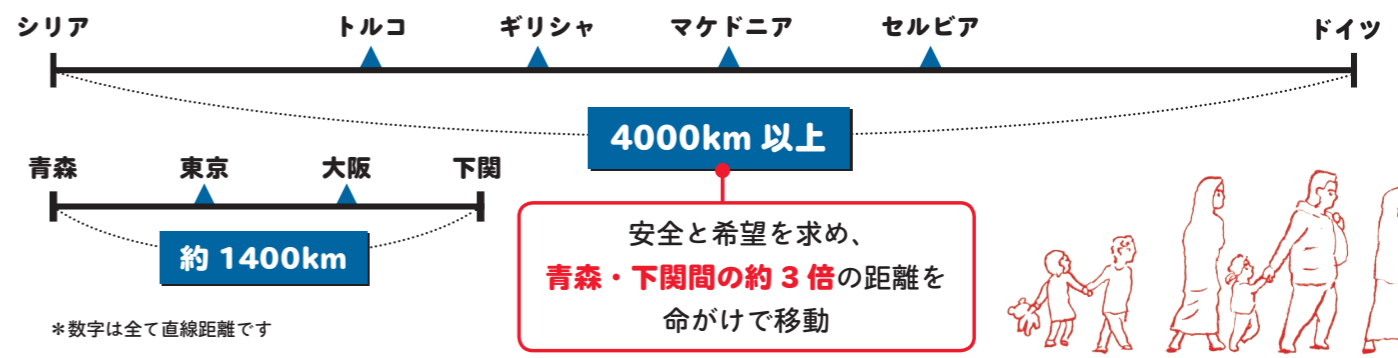 シリア トルコ ギリシャ マケドニア セルビア ドイツ
4000km 以上
青森 東京 大阪 下関
約 1400km
安全と希望を求め、
青森・下関間の約 3 倍の距離を
命がけで移動
＊数字は全て直線距離です